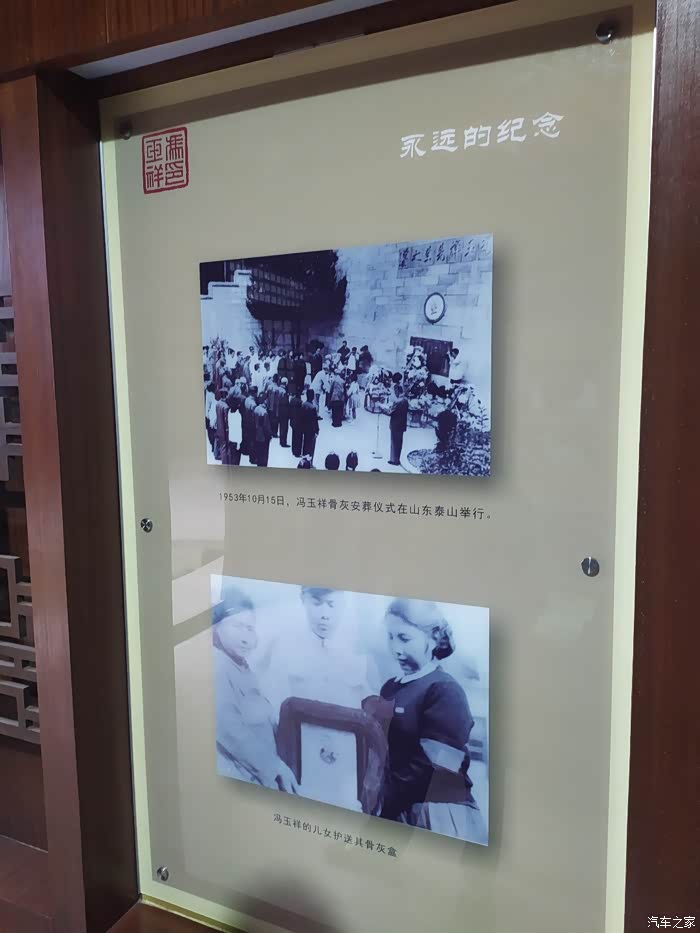 永远的纪念
冯玉祥印
1953年10月15日，冯玉祥骨灰安葬仪式在山东泰山举行。
冯玉祥的儿女护送其骨灰盒
汽车之家